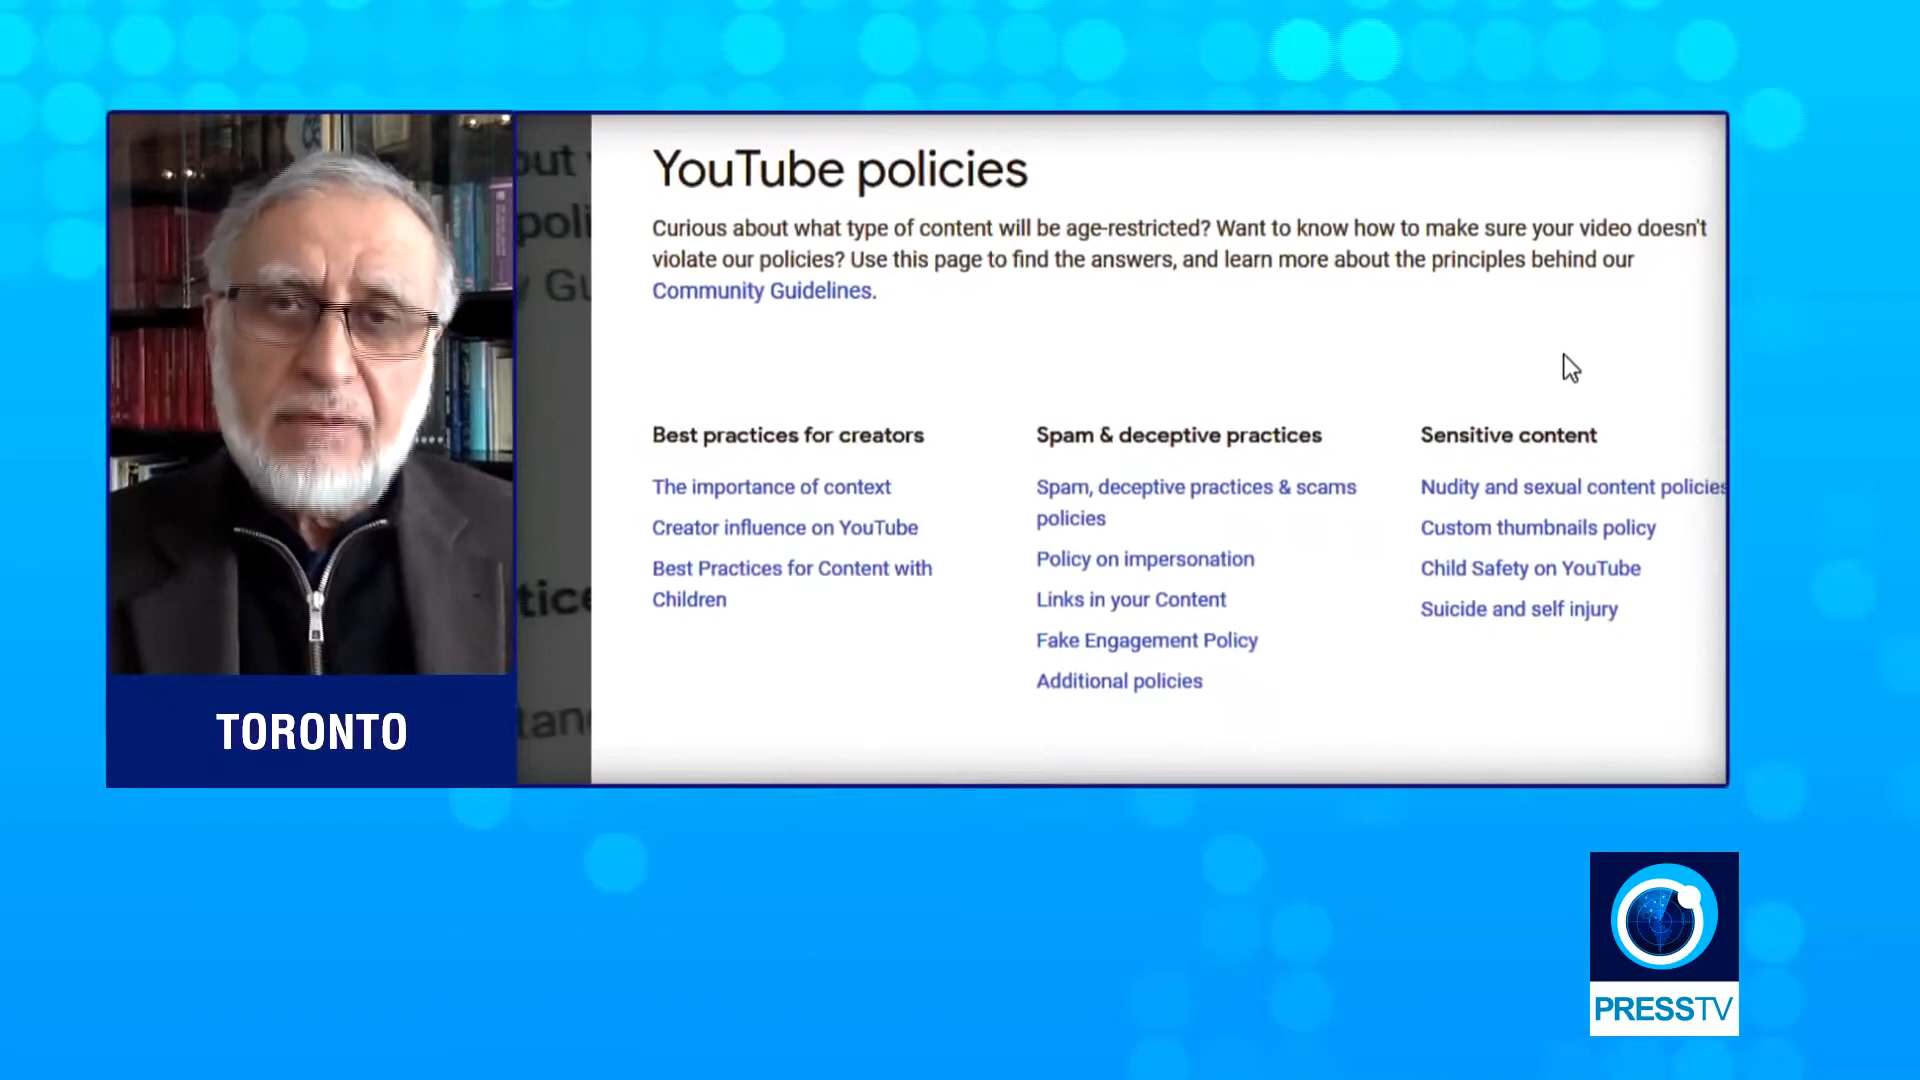 YouTube policies
Curious about what type of content will be age-restricted? Want to know how to make sure your video doesn't
violate our policies? Use this page to find the answers, and learn more about the principles behind our
Community Guidelines.
Best practices for creators
The importance of context
Creator influence on YouTube
Best Practices for Content with
Children
Spam & deceptive practices
Spam, deceptive practices & scams
policies
Policy on impersonation
Links in your Content
Fake Engagement Policy
Additional policies
Sensitive content
Nudity and sexual content policies
Custom thumbnails policy
Child Safety on YouTube
Suicide and self injury
TORONTO
PRESSTV